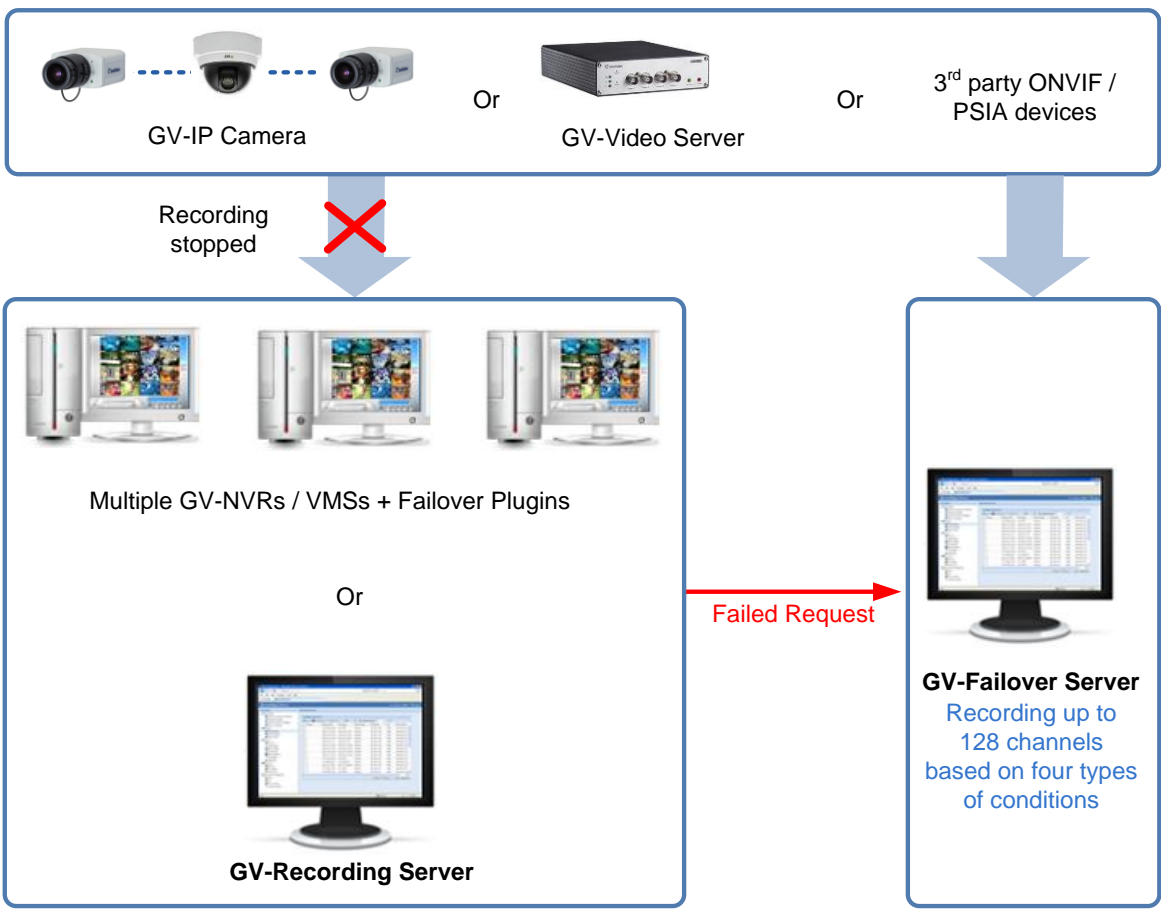 GV-IP Camera
Or
GV-Video Server
Or
3rd party ONVIF /
PSIA devices
Recording
stopped
Multiple GV-NVRs / VMSs + Failover Plugins
Or
GV-Recording Server
Failed Request
GV-Failover Server
Recording up to
128 channels
based on four types
of conditions